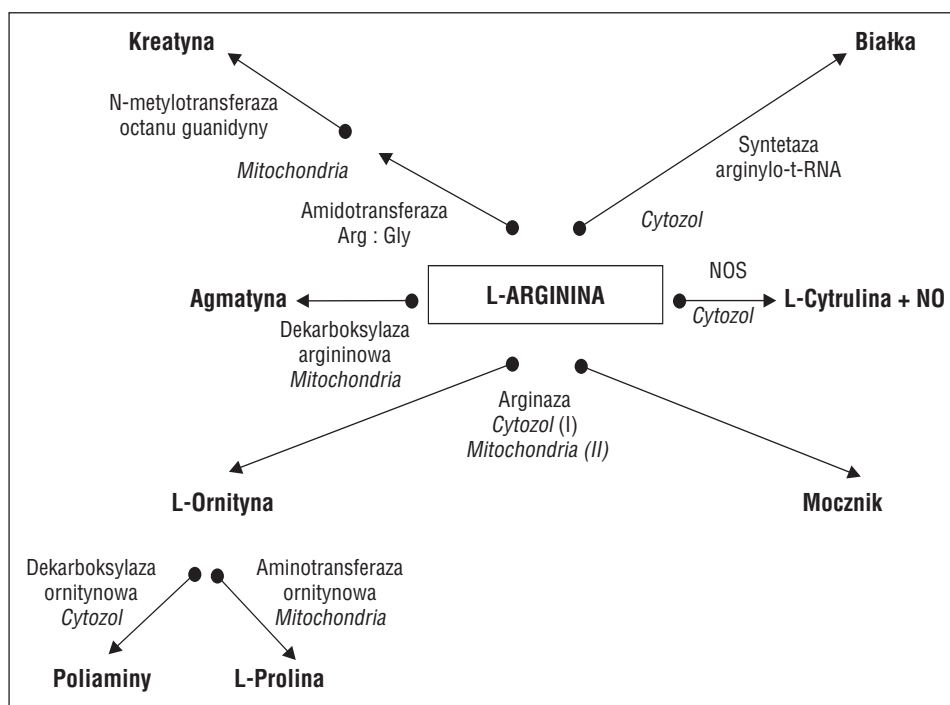 Kreatyna
Białka
N-metylotransferaza
octanu guanidyny
Syntetaza
arginylo-t-RNA
Mitochondria
Amidotransferaza
Arg : Gly
Cytozol
Agmatyna
L-ARGININA
NOS
Cytozol
L-Cytrulina + NO
Dekarboksylaza
argininowa
Mitochondria
Arginaza
Cytozol (I)
Mitochondria (II)
L-Ornityna
Mocznik
Dekarboksylaza
ornitynowa
Cytozol
Aminotransferaza
ornitynowa
Mitochondria
Poliaminy
L-Prolina